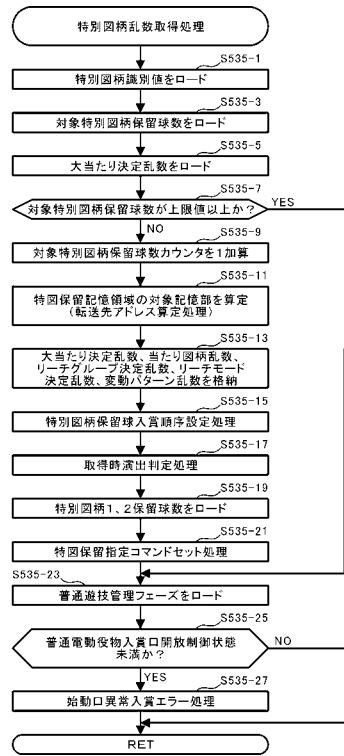 特別図柄乱数取得処理
S535-1
特別図柄識別値をロード
S535-3
対象特別図柄保留球数をロード
S535-5
大当たり決定乱数をロード
S535-7
対象特別図柄保留球数が上限値以上か?
YES
NO
S535-9
対象特別図柄保留球数カウンタを1加算
S535-11
特図保留記憶領域の対象記憶部を算定
(転送先アドレス算定処理)
S535-13
大当たり決定乱数、当たり図柄乱数、
リーチグループ決定乱数、リーチモード
決定乱数、変動パターン乱数を格納
S535-15
特別図柄保留球入賞順序設定処理
S535-17
取得時演出判定処理
S535-19
特別図柄1、2保留球数をロード
S535-21
特図保留指定コマンドセット処理
S535-23
普通遊技管理フェーズをロード
S535-25
普通電動役物入賞口開放制御状態
未満か?
NO
YES
S535-27
始動口異常入賞エラー処理
RET